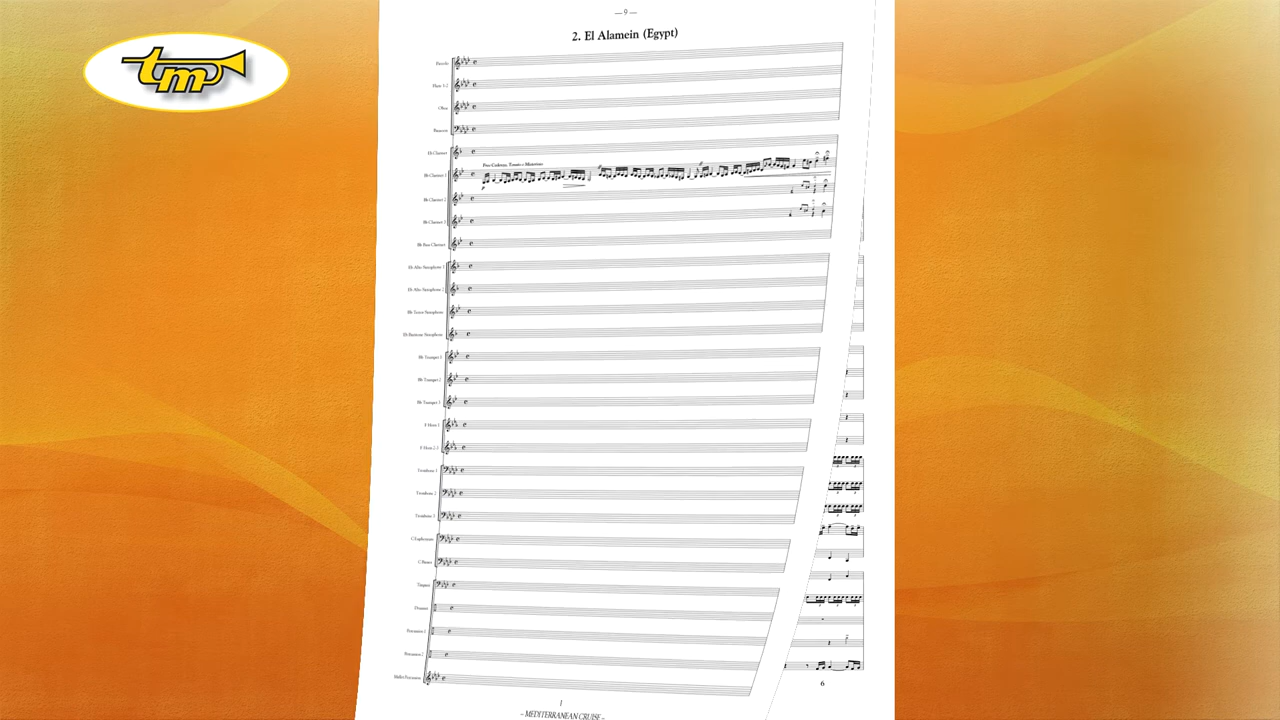 tm
— 9 —
2. El Alamein (Egypt)
Piccolo
Flute 1-2
Oboe
Bassoon
Eb Clarinet
Bb Clarinet 1
Bb Clarinet 2
Bb Clarinet 3
Bb Bass Clarinet
Eb Alto Saxophone 1
Eb Alto Saxophone 2
Bb Tenor Saxophone
Eb Baritone Saxophone
Bb Trumpet 1
Bb Trumpet 2
Bb Trumpet 3
F Horn 1
F Horn 2-3
Trombone 1
Trombone 2
Trombone 3
C Euphonium
C Basses
Timpani
Drumset
Percussion 1
Percussion 2
Mallet Percussion
1
– MEDITERRANEAN CRUISE –
6